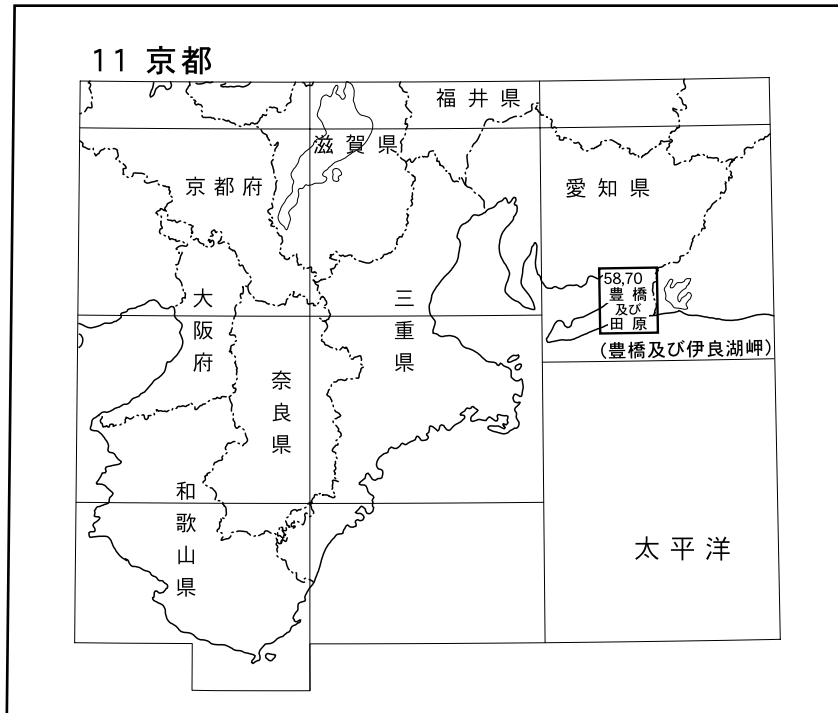 11 京都
福井県
滋賀県
京都府
愛知県
58,70
豊橋
及び
田原
(豊橋及び伊良湖岬)
大阪府
三重県
奈良県
和歌山県
太平洋